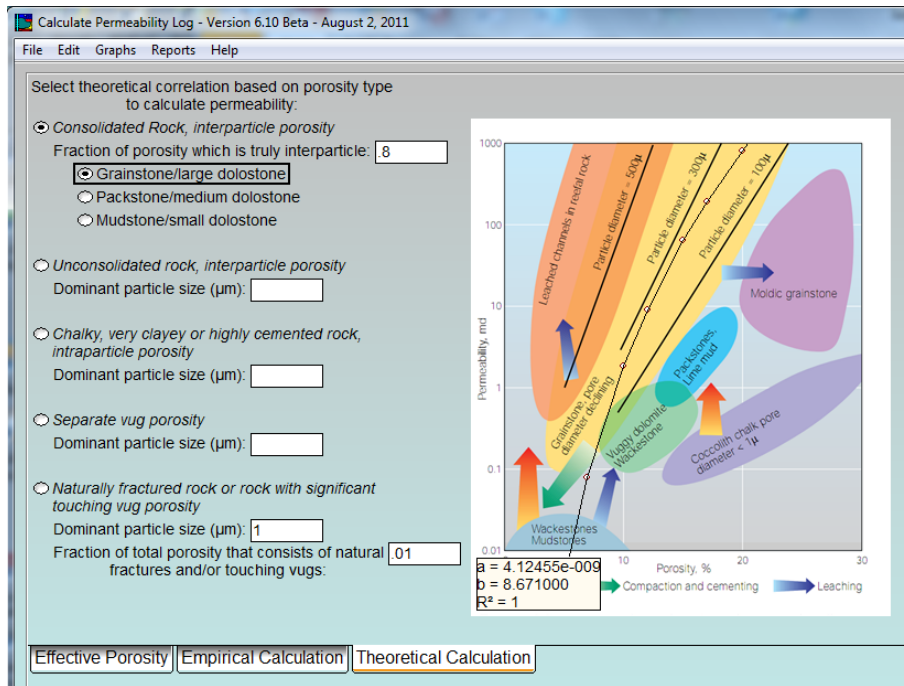 Calculate Permeability Log - Version 6.10 Beta - August 2, 2011
File Edit Graphs Reports Help
Select theoretical correlation based on porosity type
to calculate permeability:
Consolidated Rock, interparticle porosity
Fraction of porosity which is truly interparticle: .8
Grainstone/large dolostone
Packstone/medium dolostone
Mudstone/small dolostone
Unconsolidated rock, interparticle porosity
Dominant particle size (µm):
Chalky, very clayey or highly cemented rock,
intraparticle porosity
Dominant particle size (µm):
Separate vug porosity
Dominant particle size (µm):
Naturally fractured rock or rock with significant
touching vug porosity
Dominant particle size (µm): 1
Fraction of total porosity that consists of natural .01
fractures and/or touching vugs:
Permeability, md
1000
100
10
1
0.1
0.01
Leached channels in reefal rock
Particle diameter = 500µ
Particle diameter = 300µ
Particle diameter = 100µ
Moldic grainstone
Packstones,
Lime mud
Grainstone, pore
diameter declining
Vuggy dolomite
Wackestone
Coccolith chalk pore
diameter < 1µ
Wackestones
Mudstones
10
20
30
Porosity, %
a = 4.12455e-009
b = 8.671000
R² = 1
Compaction and cementing
Leaching
Effective Porosity
Empirical Calculation
Theoretical Calculation